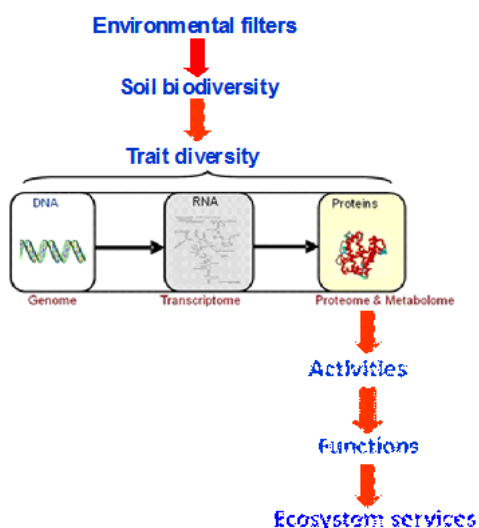 Environmental filters
Soil biodiversity
Trait diversity
DNA
RNA
Proteins
Genome
Transcriptome
Proteome & Metabolome
Activities
Functions
Ecosystem services